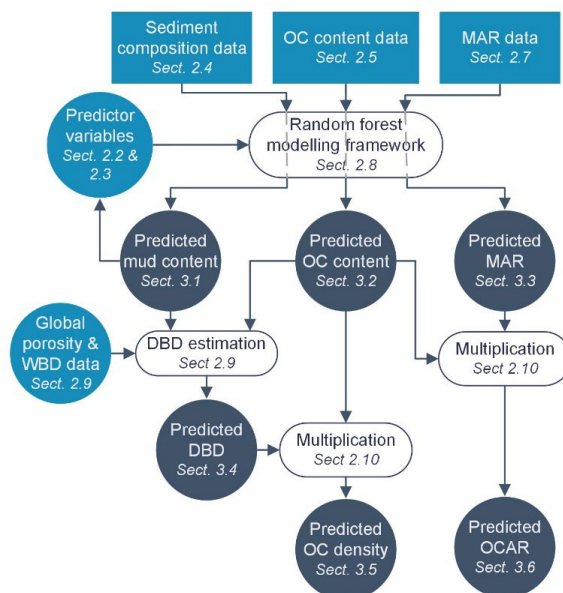 Sediment
composition data
Sect. 2.4
OC content data
Sect. 2.5
MAR data
Sect. 2.7
Predictor
variables
Sect. 2.2 &
2.3
Random forest
modelling framework
Sect. 2.8
Predicted
mud content
Sect. 3.1
Predicted
OC content
Sect. 3.2
Predicted
MAR
Sect. 3.3
Global
porosity &
WBD data
Sect. 2.9
DBD estimation
Sect 2.9
Multiplication
Sect 2.10
Predicted
DBD
Sect. 3.4
Multiplication
Sect 2.10
Predicted
OC density
Sect. 3.5
Predicted
OCAR
Sect. 3.6